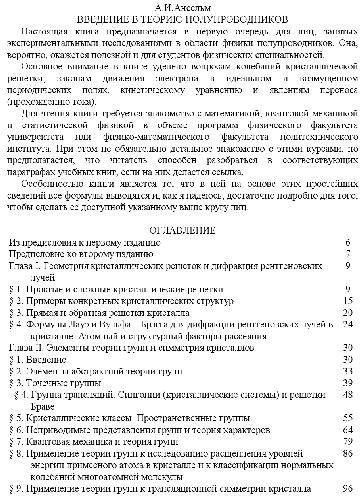 А.И.Ансельм
ВВЕДЕНИЕ В ТЕОРИЮ ПОЛУПРОВОДНИКОВ
Настоящая книга предназначается в первую очередь для лиц, занятых
экспериментальными исследованиями в области физики полупроводников. Она,
вероятно, окажется полезной и для студентов физических специальностей.
Основное внимание в книге уделено вопросам колебаний кристаллической
решетки, законам движения электрона в идеальном и возмущенном
периодических полях, кинетическому уравнению и явлениям переноса
(прохождению тока).
Для чтения книги требуется знакомство с математикой, квантовой механикой
и статистической физикой в объеме программ физического факультета
университета или физико-математического факультета политехнического
института. При этом не обязательно детальное знакомство с этими курсами, но
предполагается, что читатель способен разобраться в соответствующих
параграфах учебных книг, если на них делается ссылка.
Особенностью книги является то, что в ней на основе этих простейших
сведений все формулы выводятся и, как я надеюсь, достаточно подробно для того,
чтобы сделать ее доступной указанному выше кругу лиц.
ОГЛАВЛЕНИЕ
Из предисловия к первому изданию 6
Предисловие ко второму изданию 7
Глава I. Геометрия кристаллических решеток и дифракция рентгеновских 9
лучей
§ 1. Простые и сложные кристаллические решетки 9
§ 2. Примеры конкретных кристаллических структур 15
§ 3. Прямая и обратная решетки кристалла 20
§ 4. Формулы Лауэ и Вульфа – Брэгга для дифракции рентгеновских лучей в 24
кристалле. Атомный и структурный факторы рассеяния
Глава II. Элементы теории групп и симметрия кристаллов 30
§ 1. Введение 30
§ 2. Элементы абстрактной теории групп 33
§ 3. Точечные группы 39
§ 4. Группа трансляций. Сингонии (кристаллические системы) и решетки 48
Браве
§ 5. Кристаллические классы. Пространственные группы 55
§ 6. Неприводимые представления групп и теория характеров 64
§ 7. Квантовая механика и теория групп 79
§ 8. Применение теории групп к исследованию расщепления уровней 86
энергии примесного атома в кристалле и к классификации нормальных
колебаний многоатомной молекулы
§ 9. Применение теории групп к трансляционной симметрии кристалла 96